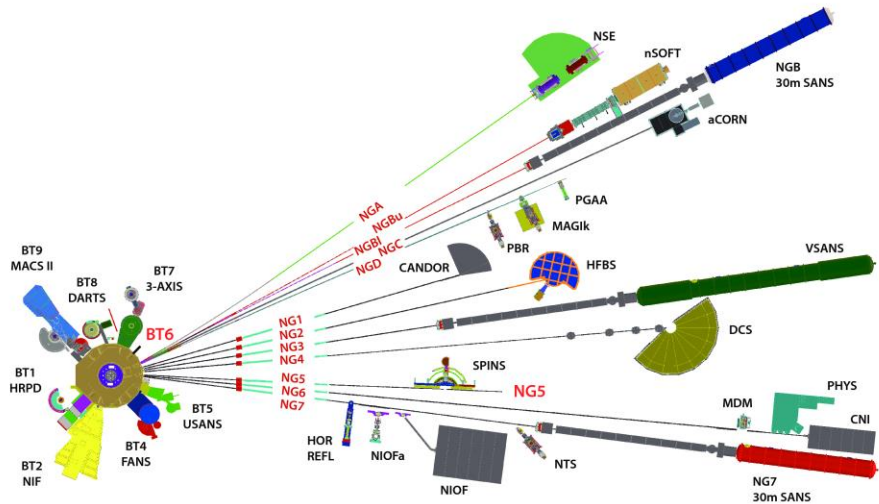 NSE
nSOFT
NGB
30m SANS
aCORN
NGA
NGBu
NGBl
NGC
NGD
PGAA
MAGIk
PBR
CANDOR
HFBS
VSANS
BT9
MACS II
BT8
DARTS
BT7
3-AXIS
BT6
NG1
NG2
NG3
NG4
DCS
BT1
HRPD
NG5
NG6
NG7
SPINS
NG5
BT5
USANS
BT4
FANS
BT2
NIF
HOR
REFL
NIOFa
NIOF
NTS
MDM
PHYS
CNI
NG7
30m SANS